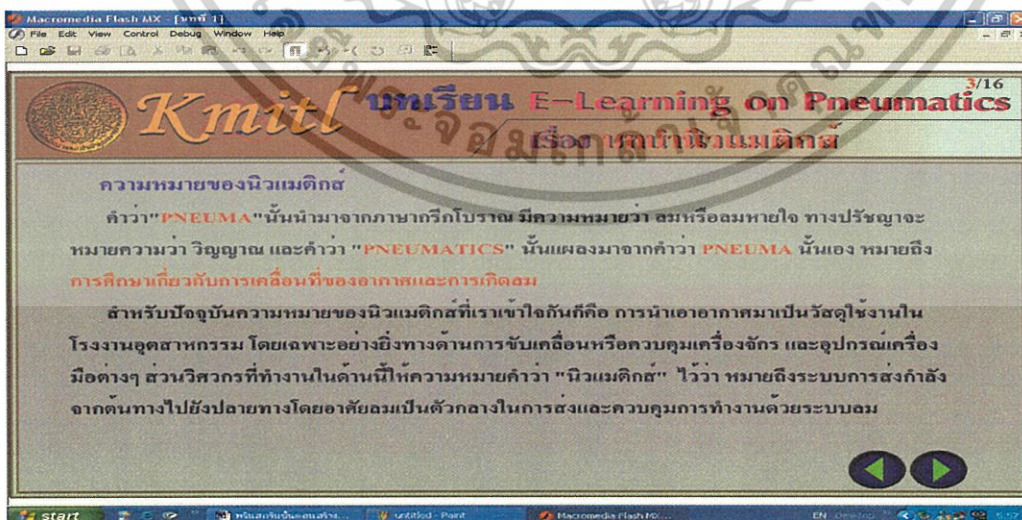 Macromedia Flash MX - [บทที่ 1]
File Edit View Control Debug Window Help
3/16
Kmitl บทเรียน E-Learning on Pneumatics
เรื่อง บทนำนิวแมติกส์
ความหมายของนิวแมติกส์
คำว่า"PNEUMA"นั้นนำมาจากภาษากรีกโบราณ มีความหมายว่า ลมหรือลมหายใจ ทางปรัชญาจะ
หมายความว่า วิญญาณ และคำว่า "PNEUMATICS" นั้นแผลงมาจากคำว่า PNEUMA นั้นเอง หมายถึง
การศึกษาเกี่ยวกับการเคลื่อนที่ของอากาศและการเกิดลม
สำหรับปัจจุบันความหมายของนิวแมติกส์ที่เราเข้าใจกันก็คือ การนำเอาอากาศมาเป็นวัสดุใช้งานใน
โรงงานอุตสาหกรรม โดยเฉพาะอย่างยิ่งทางด้านการขับเคลื่อนหรือควบคุมเครื่องจักร และอุปกรณ์เครื่อง
มือต่างๆ ส่วนวิศวกรที่ทำงานในด้านนี้ให้ความหมายคำว่า "นิวแมติกส์" ไว้ว่า หมายถึงระบบการส่งกำลัง
จากต้นทางไปยังปลายทางโดยอาศัยลมเป็นตัวกลางในการส่งและควบคุมการทำงานด้วยระบบลม
start พรินสกรีนขั้นตอนสร้าง... untitled - Paint Macromedia Flash MX... EN Desktop 5:57